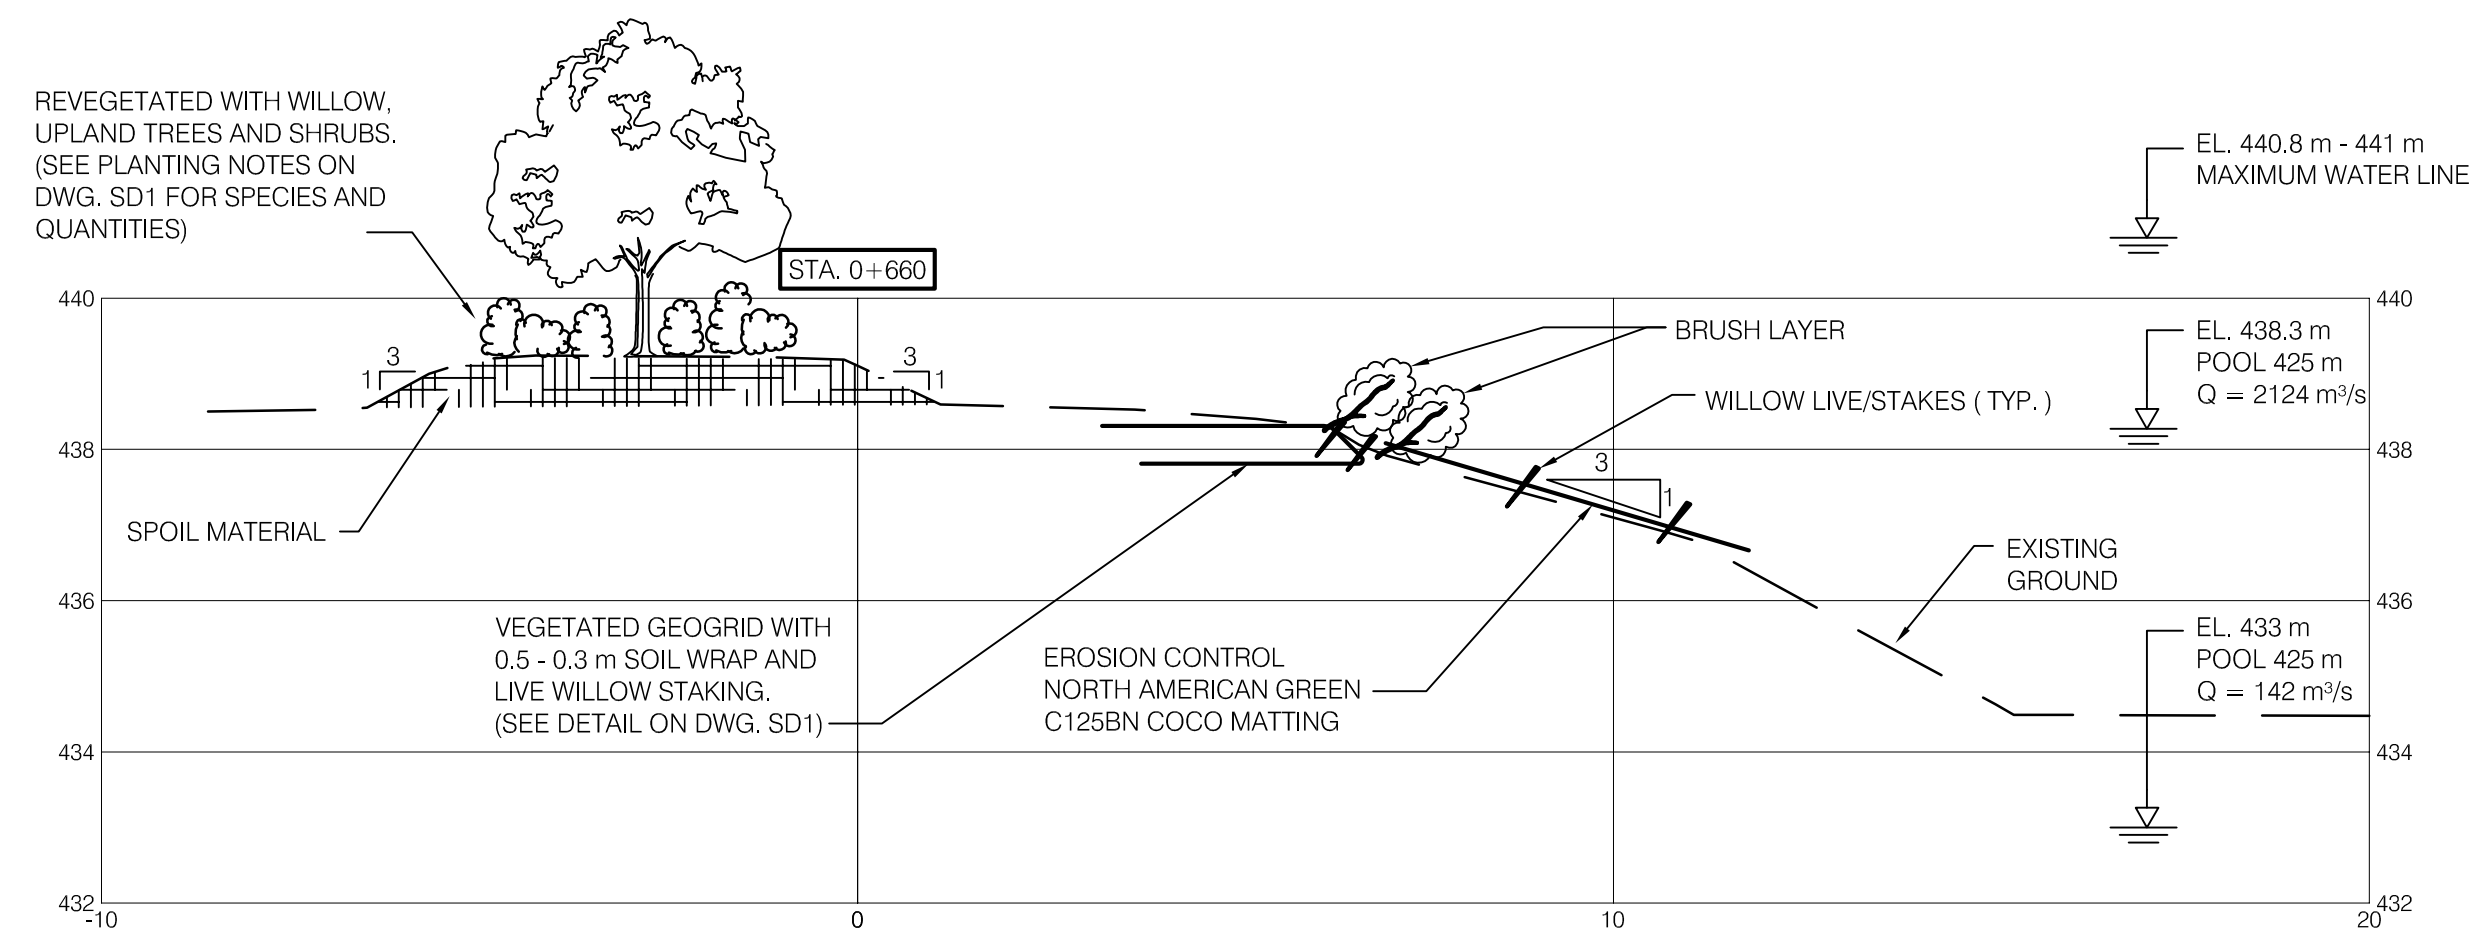 REVEGETATED WITH WILLOW,
UPLAND TREES AND SHRUBS.
(SEE PLANTING NOTES ON
DWG. SD1 FOR SPECIES AND
QUANTITIES)
EL. 440.8 m - 441 m
MAXIMUM WATER LINE
STA. 0+660
440
440
BRUSH LAYER
EL. 438.3 m
POOL 425 m
Q = 2124 m³/s
3
1
3
1
WILLOW LIVE/STAKES ( TYP. )
438
438
3
1
SPOIL MATERIAL
EXISTING
GROUND
436
436
VEGETATED GEOGRID WITH
0.5 - 0.3 m SOIL WRAP AND
LIVE WILLOW STAKING.
(SEE DETAIL ON DWG. SD1)
EROSION CONTROL
NORTH AMERICAN GREEN
C125BN COCO MATTING
EL. 433 m
POOL 425 m
Q = 142 m³/s
434
434
432
432
-10
0
10
20